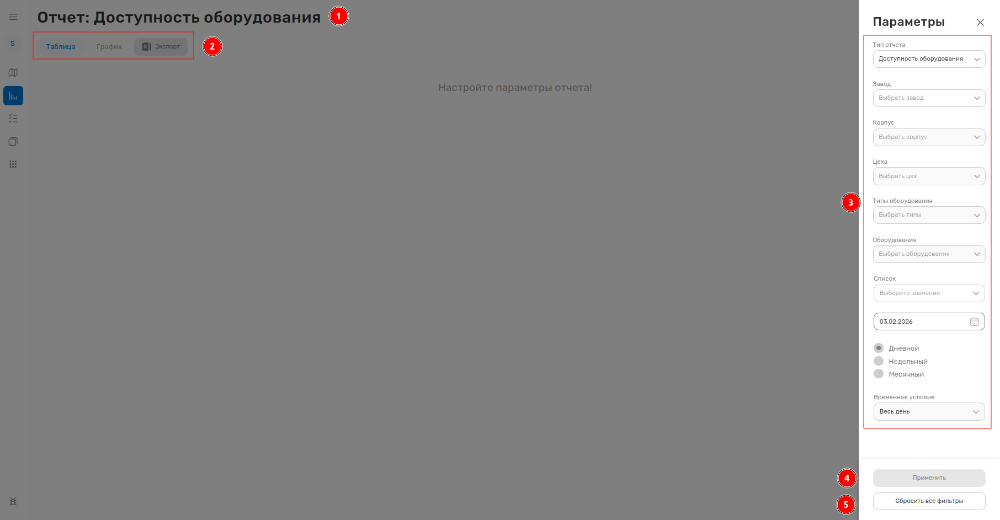 Отчет: Доступность оборудования
1
S
Таблица
График
Экспорт
2
Настройте параметры отчета!
Параметры
Тип отчета
Доступность оборудования
Завод
Выбрать завод
Корпус
Выбрать корпус
Цеха
Выбрать цех
Типы оборудования
Выбрать типы
3
Оборудования
Выбрать оборудования
Список
Выберите значение
03.02.2026
Дневной
Недельный
Месячный
Временное условие
Весь день
4
Применить
5
Сбросить все фильтры